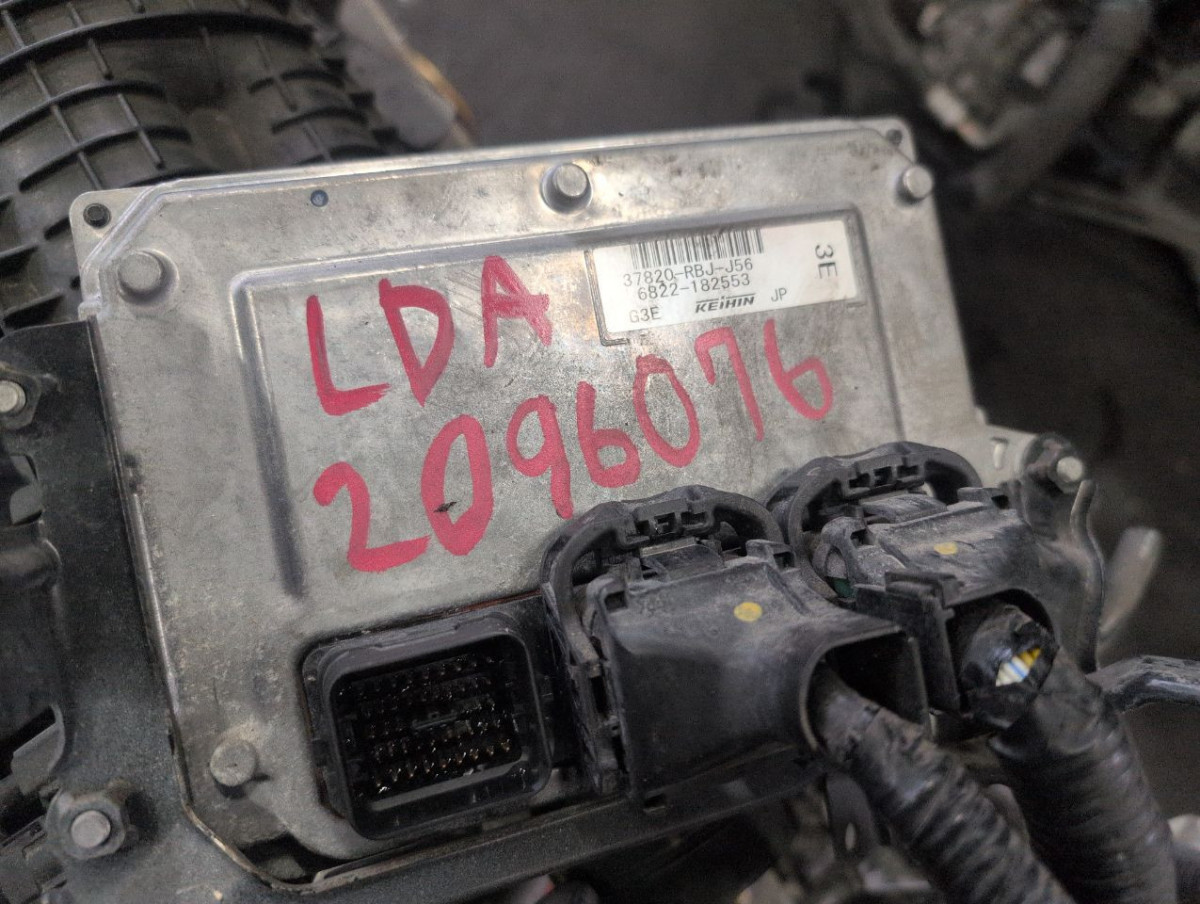 37820-RBJ-J56
6822-182553
G3E KEIHIN JP
3E
LDA
2096076